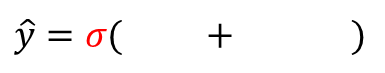 ŷ = σ( + )